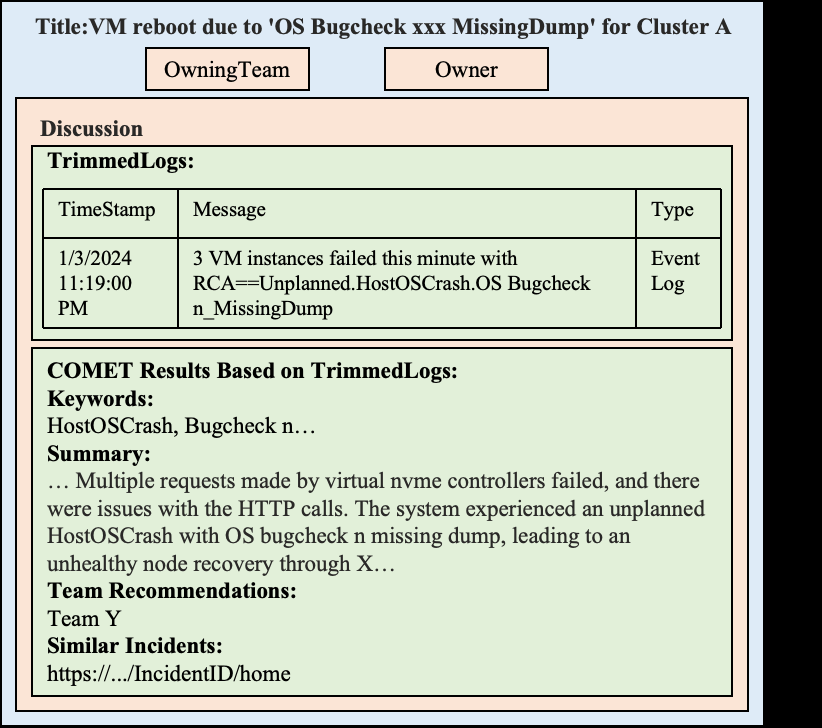 Title:VM reboot due to 'OS Bugcheck xxx MissingDump' for Cluster A
OwningTeam
Owner
Discussion
TrimmedLogs:
TimeStamp
Message
Type
1/3/2024
11:19:00
PM
3 VM instances failed this minute with
RCA==Unplanned.HostOSCrash.OS Bugcheck
n_MissingDump
Event
Log
COMET Results Based on TrimmedLogs:
Keywords:
HostOSCrash, Bugcheck n…
Summary:
… Multiple requests made by virtual nvme controllers failed, and there
were issues with the HTTP calls. The system experienced an unplanned
HostOSCrash with OS bugcheck n missing dump, leading to an
unhealthy node recovery through X…
Team Recommendations:
Team Y
Similar Incidents:
https://.../IncidentID/home